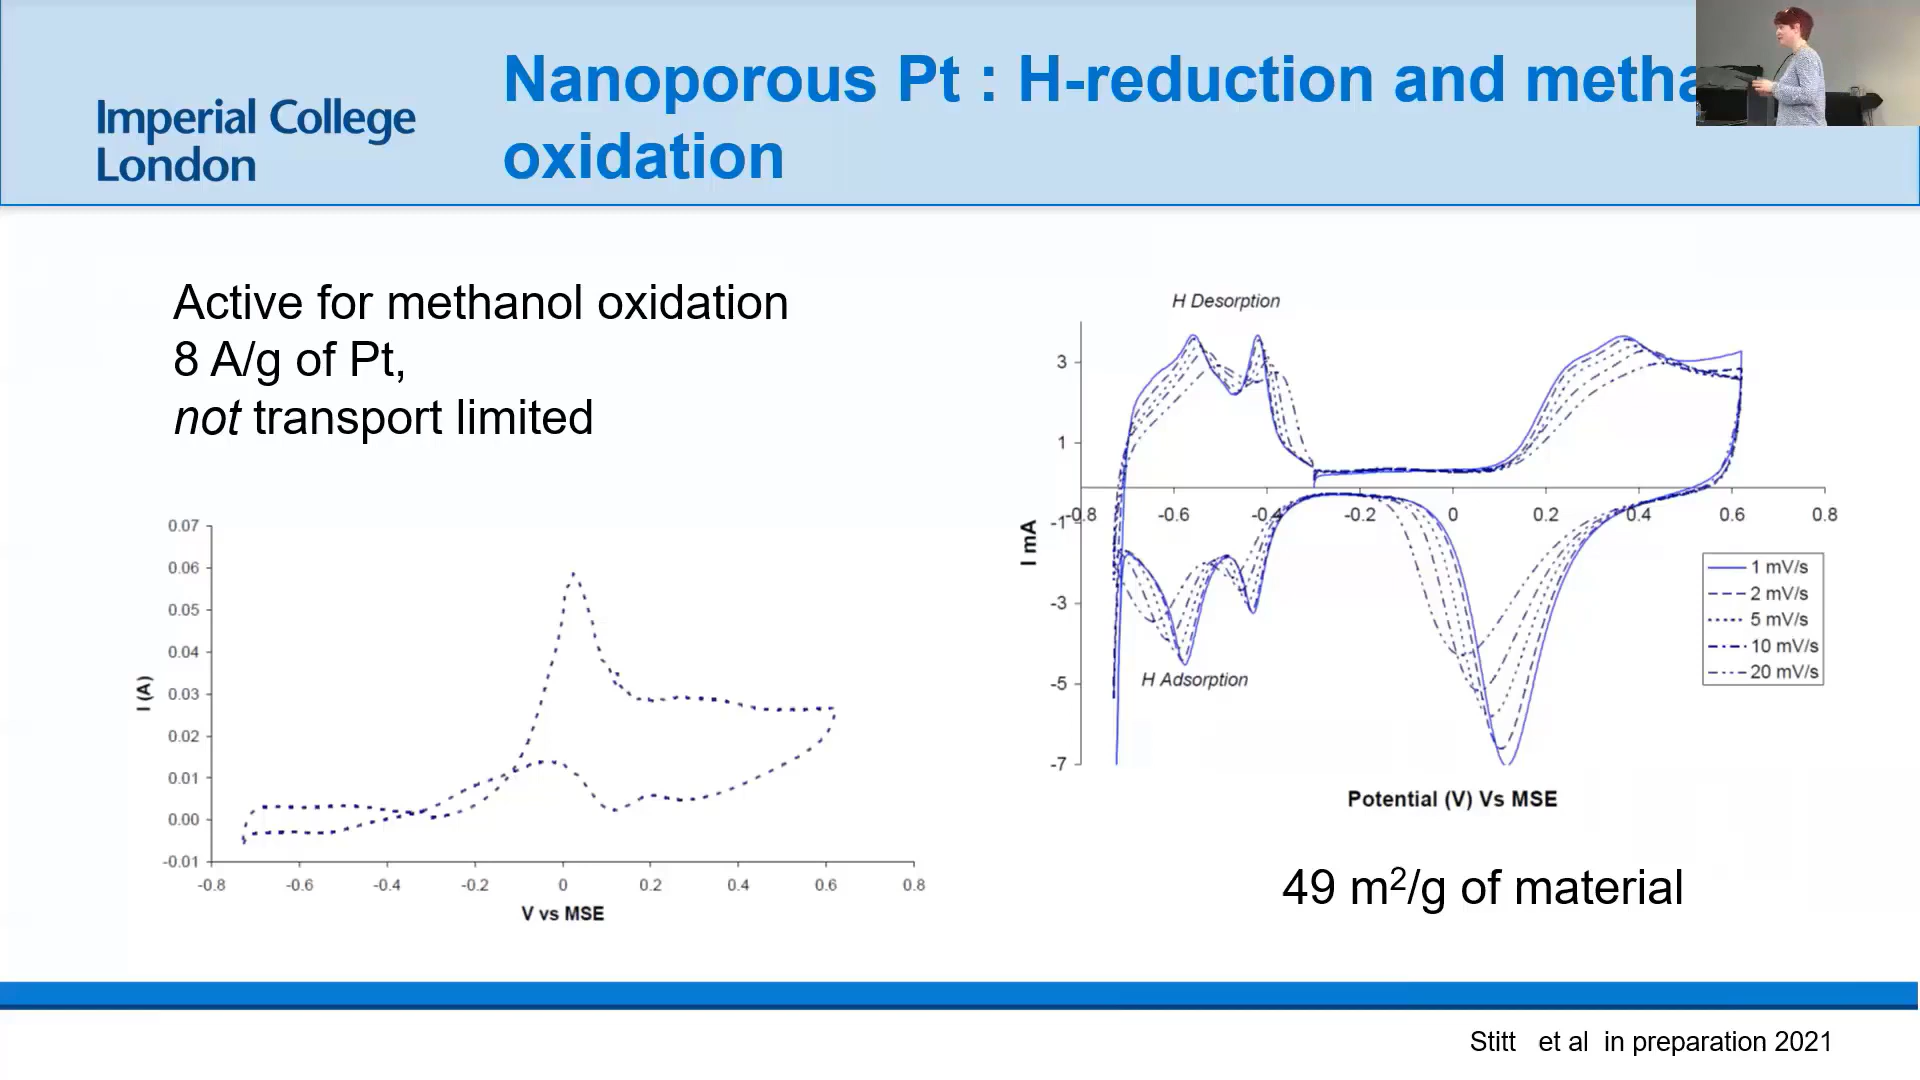 Imperial College
London
Nanoporous Pt : H-reduction and metha
oxidation
Active for methanol oxidation
8 A/g of Pt,
not transport limited
0.07
0.06
0.05
0.04
0.03
0.02
0.01
0.00
-0.01
I (A)
-0.8 -0.6 -0.4 -0.2 0 0.2 0.4 0.6 0.8
V vs MSE
H Desorption
3
1
-1
-3
-5
-7
I mA
-0.8 -0.6 -0.4 -0.2 0 0.2 0.4 0.6 0.8
H Adsorption
1 mV/s
2 mV/s
5 mV/s
10 mV/s
20 mV/s
Potential (V) Vs MSE
49 m²/g of material
Stitt et al in preparation 2021